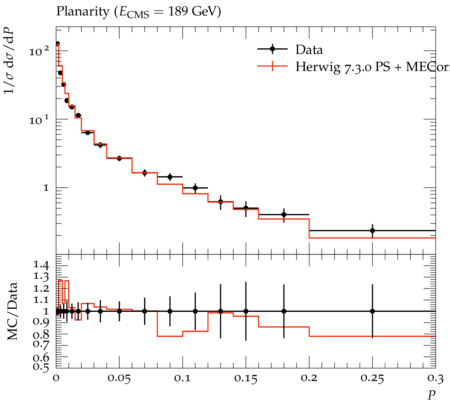 Planarity (E_CMS = 189 GeV)
1/σ dσ/dP
10²
10¹
1
Data
Herwig 7.3.0 PS + MECor
MC/Data
1.4
1.3
1.2
1.1
1
0.9
0.8
0.7
0.6
0.5
0 0.05 0.1 0.15 0.2 0.25 0.3
P